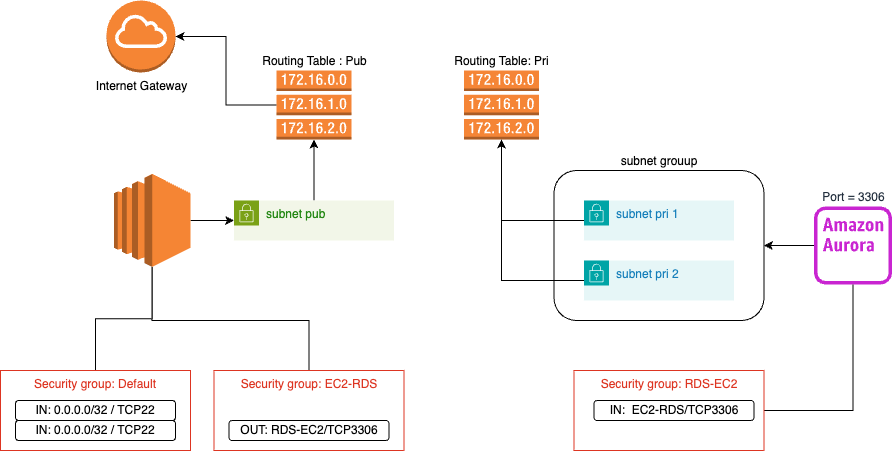 Internet Gateway
Routing Table : Pub
172.16.0.0
172.16.1.0
172.16.2.0
Routing Table: Pri
172.16.0.0
172.16.1.0
172.16.2.0
subnet pub
subnet grouup
subnet pri 1
subnet pri 2
Port = 3306
Amazon
Aurora
Security group: Default
IN: 0.0.0.0/32 / TCP22
IN: 0.0.0.0/32 / TCP22
Security group: EC2-RDS
OUT: RDS-EC2/TCP3306
Security group: RDS-EC2
IN: EC2-RDS/TCP3306